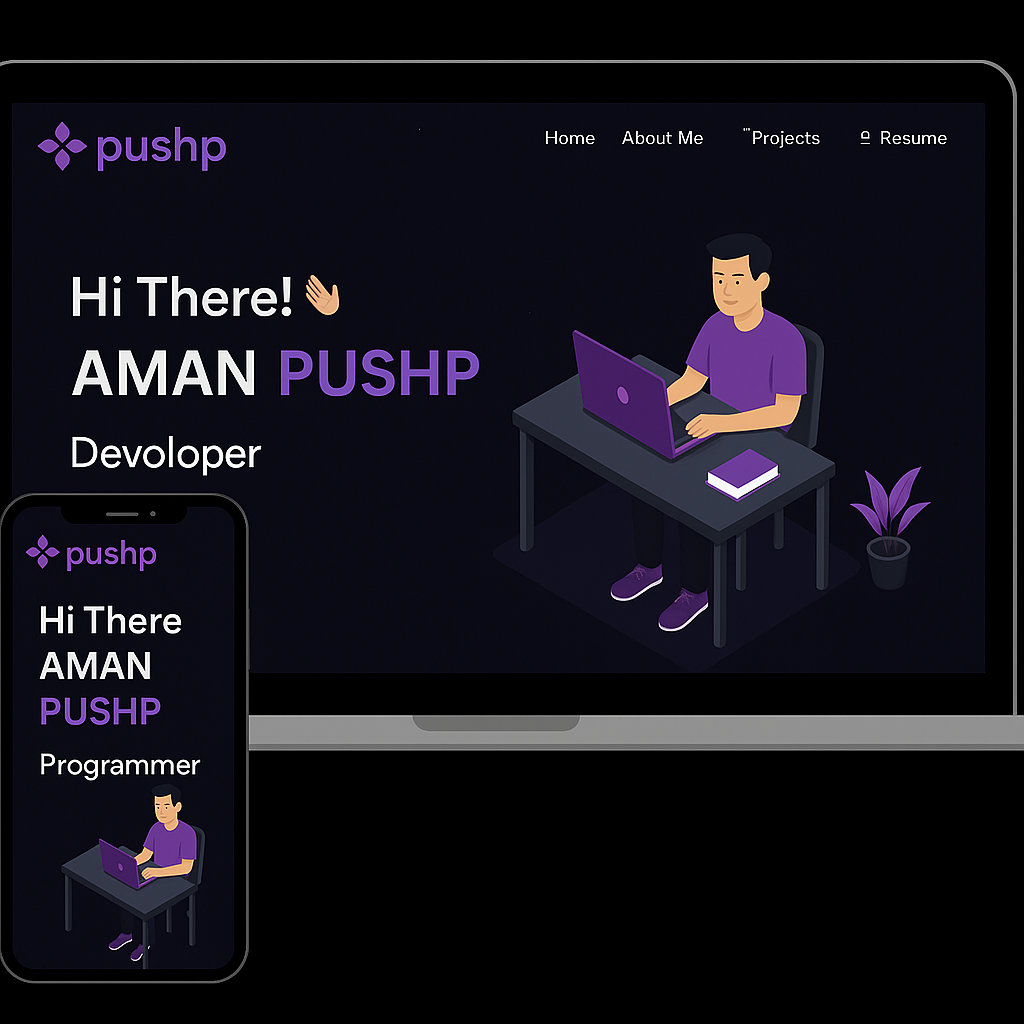 pushp
Home About Me Projects Resume
Hi There!
AMAN PUSHP
Devoloper
pushp
Hi There
AMAN
PUSHP
Programmer